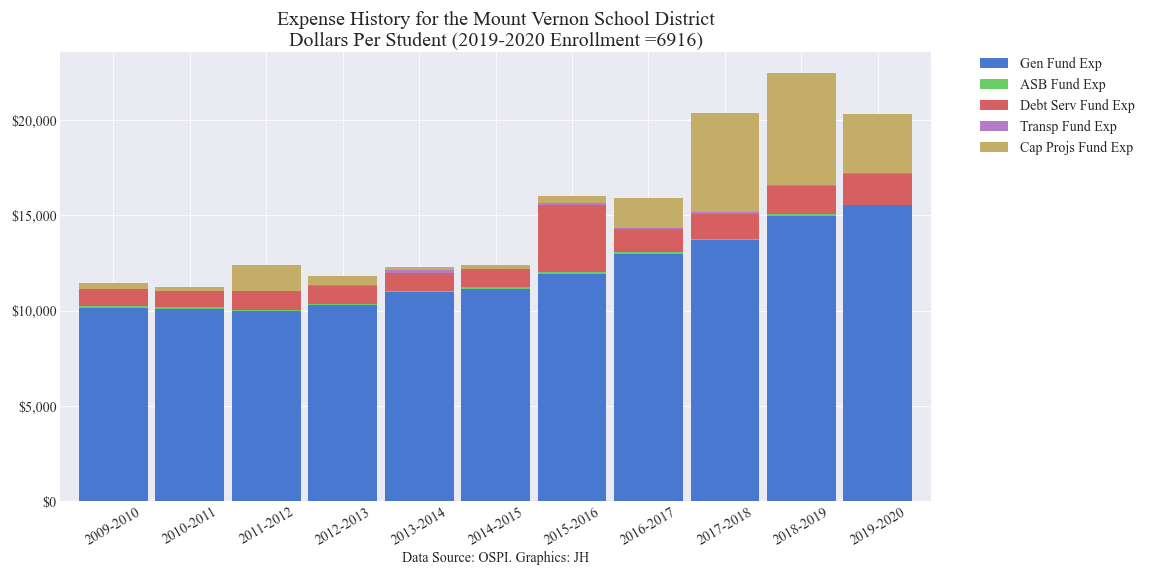 Expense History for the Mount Vernon School District
Dollars Per Student (2019-2020 Enrollment =6916)
Gen Fund Exp
ASB Fund Exp
Debt Serv Fund Exp
Transp Fund Exp
Cap Projs Fund Exp
$20,000
$15,000
$10,000
$5,000
$0
2009-2010
2010-2011
2011-2012
2012-2013
2013-2014
2014-2015
2015-2016
2016-2017
2017-2018
2018-2019
2019-2020
Data Source: OSPI. Graphics: JH